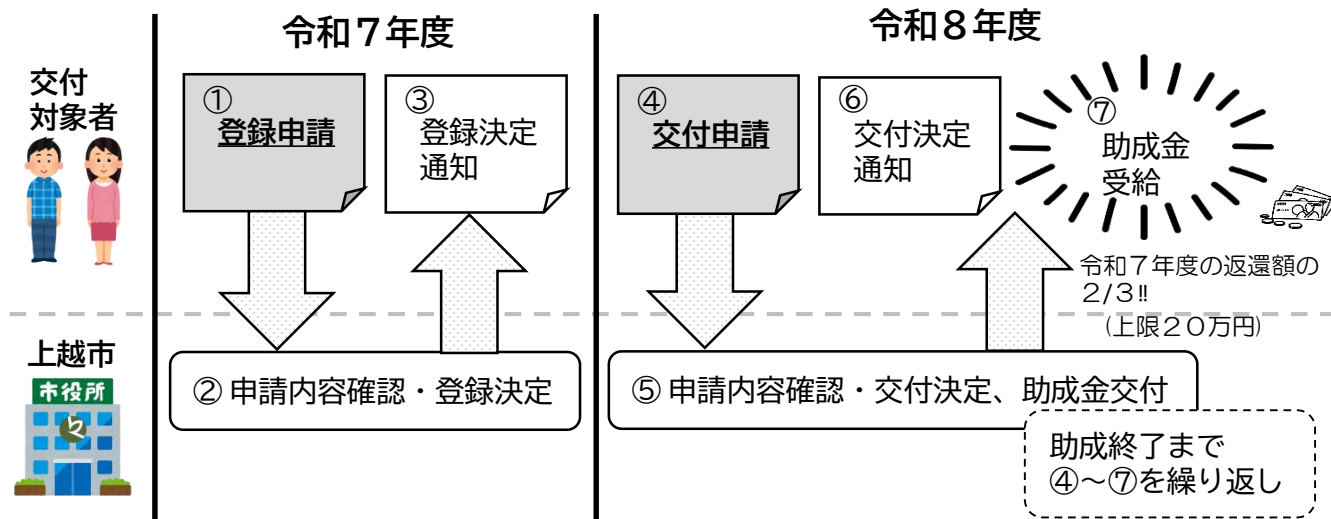 令和７年度
令和８年度
交付
対象者
①
登録申請
③
登録決定
通知
④
交付申請
⑥
交付決定
通知
⑦
助成金
受給
令和７年度の返還額の
２/３!!
(上限２０万円)
上越市
市役所
② 申請内容確認・登録決定
⑤ 申請内容確認・交付決定、助成金交付
助成終了まで
④～⑦を繰り返し